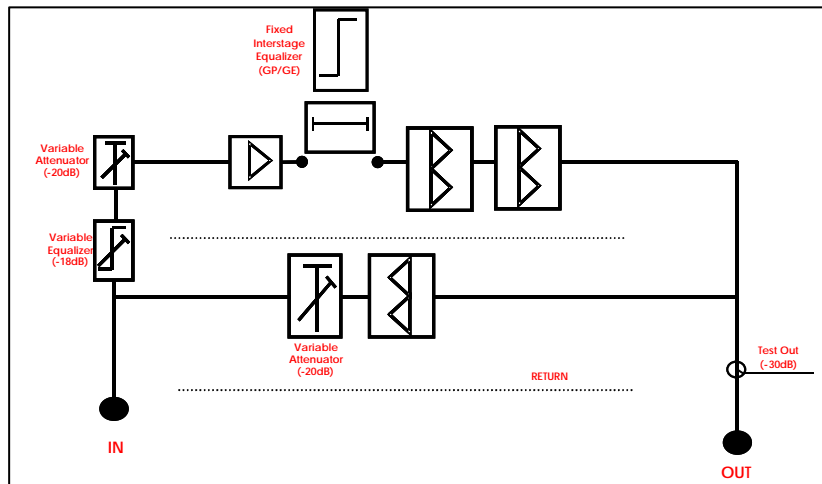 Fixed
Interstage
Equalizer
(GP/GE)
Variable
Attenuator
(-20dB)
Variable
Equalizer
(-18dB)
Variable
Attenuator
(-20dB)
RETURN
Test Out
(-30dB)
IN
OUT